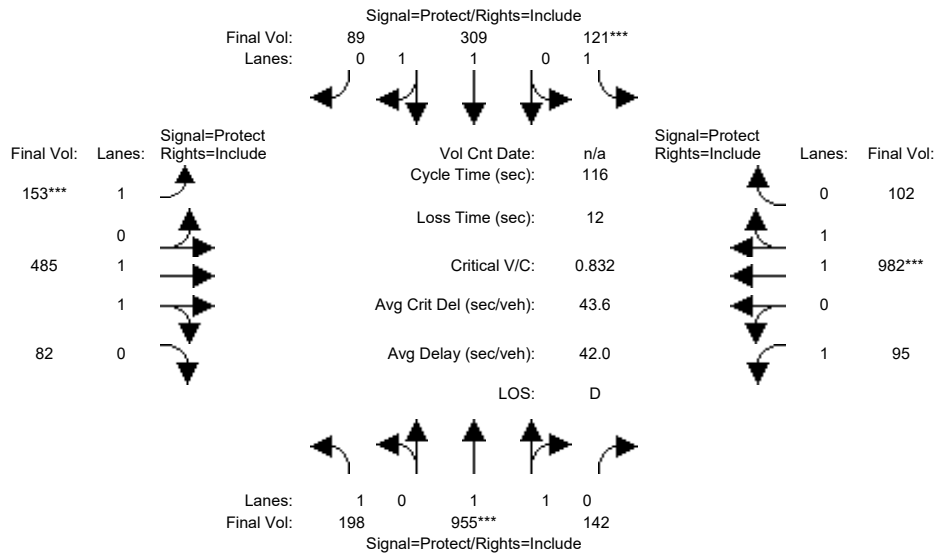 Signal=Protect/Rights=Include
Final Vol: 89 309 121***
Lanes: 0 1 1 0 1
Signal=Protect Signal=Protect
Final Vol: Lanes: Rights=Include Vol Cnt Date: n/a Rights=Include Lanes: Final Vol:
Cycle Time (sec): 116
153*** 1 0 102
Loss Time (sec): 12
0 1
485 1 Critical V/C: 0.832 1 982***
1 Avg Crit Del (sec/veh): 43.6 0
82 0 Avg Delay (sec/veh): 42.0 1 95
LOS: D
Lanes: 1 0 1 1 0
Final Vol: 198 955*** 142
Signal=Protect/Rights=Include